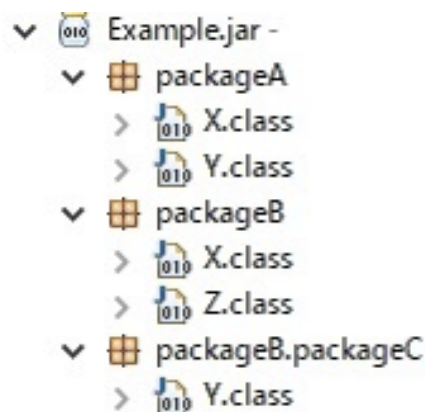 Example.jar -
packageA
X.class
Y.class
packageB
X.class
Z.class
packageB.packageC
Y.class